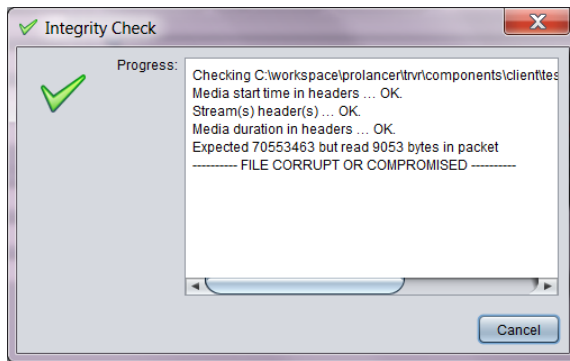 Integrity Check
Progress:
Checking C:\workspace\prolancer\trvr\components\client\tes
Media start time in headers ... OK.
Stream(s) header(s) ... OK.
Media duration in headers ... OK.
Expected 70553463 but read 9053 bytes in packet
---------- FILE CORRUPT OR COMPROMISED ----------
Cancel